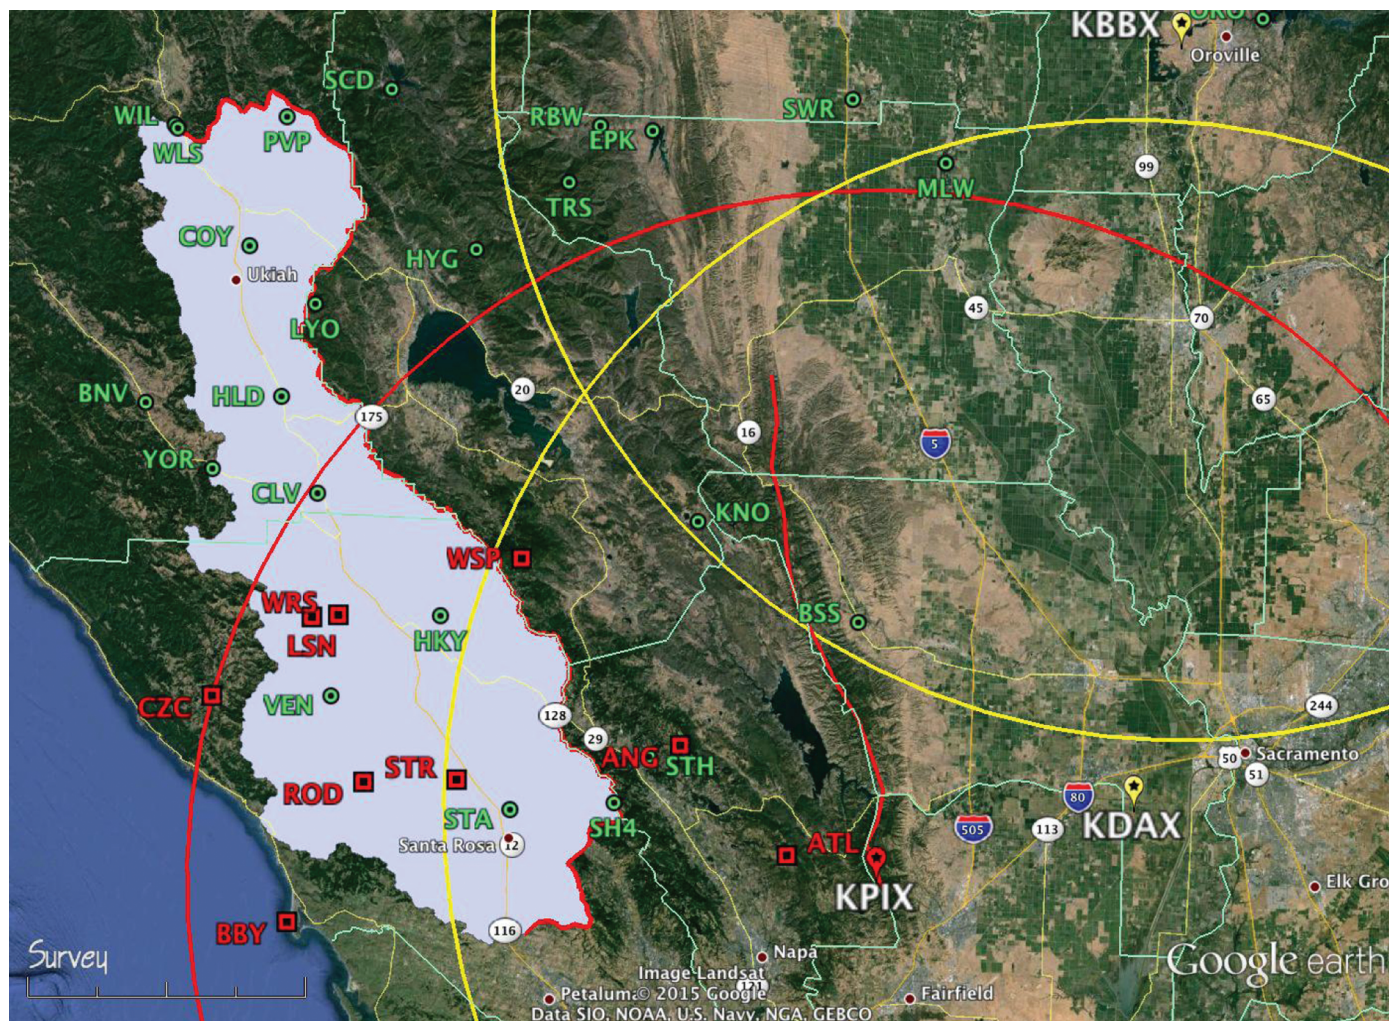 KBBX
ORO
Oroville
SCD
SWR
WIL
WLS
PVP
RBW
EPK
99
MLW
TRS
COY
Ukiah
HYG
LYO
45
70
BNV
HLD
20
65
175
16
5
YOR
CLV
KNO
WSP
WRS
LSN
HKY
BSS
CZC
VEN
128
244
29
ANG
STH
50
Sacramento
51
STR
ROD
80
KDAX
STA
SH4
Santa Rosa
12
ATL
505
113
KPIX
Elk Gro
BBY
116
Survey
Napa
Google earth
Image Landsat
121
Petaluma
© 2015 Google
Fairfield
Data SIO, NOAA, U.S. Navy, NGA, GEBCO